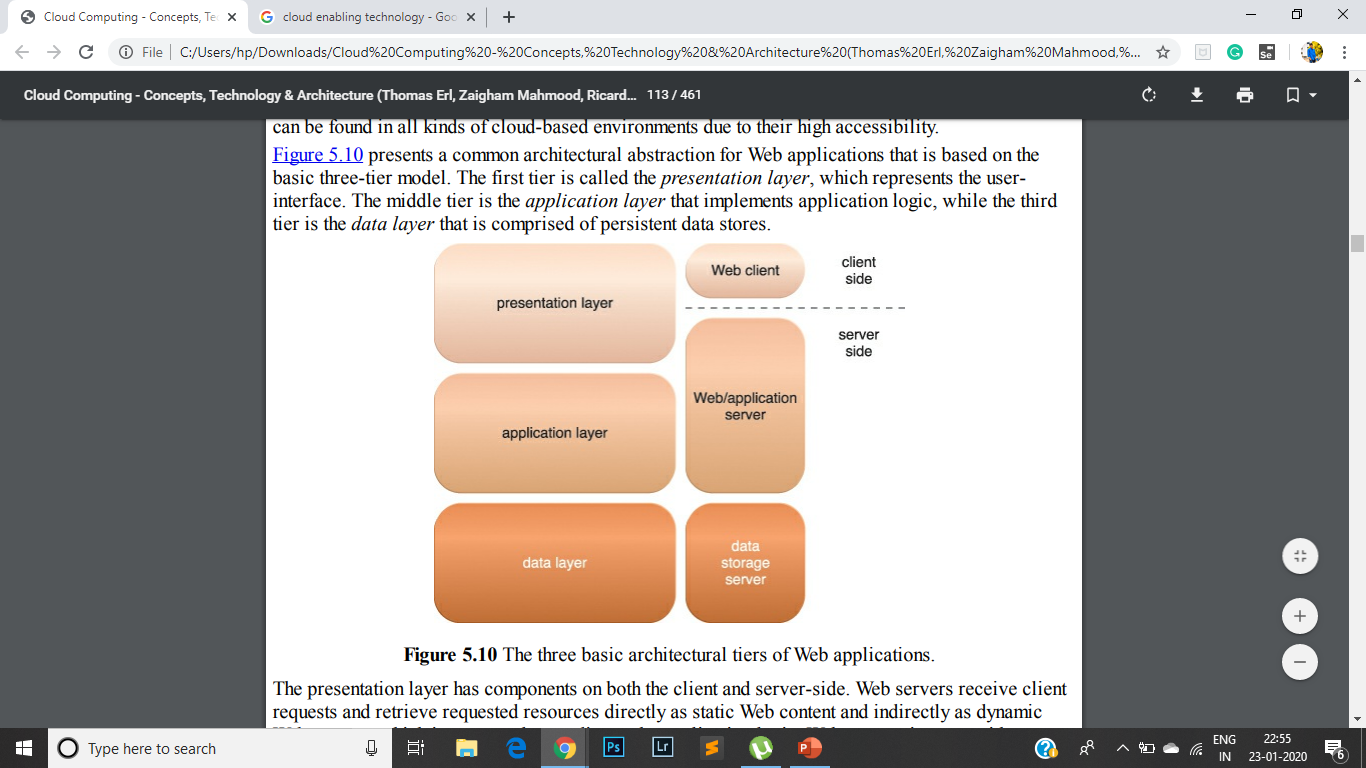 Cloud Computing - Concepts, Te
cloud enabling technology - Goo
File
C:/Users/hp/Downloads/Cloud%20Computing%20-%20Concepts,%20Technology%20&%20Architecture%20(Thomas%20Erl,%20Zaigham%20Mahmood,%...
Se
Cloud Computing - Concepts, Technology & Architecture (Thomas Erl, Zaigham Mahmood, Ricard... 113 / 461
can be found in all kinds of cloud-based environments due to their high accessibility.
Figure 5.10 presents a common architectural abstraction for Web applications that is based on the
basic three-tier model. The first tier is called the presentation layer, which represents the user-
interface. The middle tier is the application layer that implements application logic, while the third
tier is the data layer that is comprised of persistent data stores.
presentation layer
Web client
client
side
server
side
Web/application
server
application layer
data layer
data
storage
server
Figure 5.10 The three basic architectural tiers of Web applications.
The presentation layer has components on both the client and server-side. Web servers receive client
requests and retrieve requested resources directly as static Web content and indirectly as dynamic
Type here to search
Ps
Lr
ENG
IN
22:55
23-01-2020
6